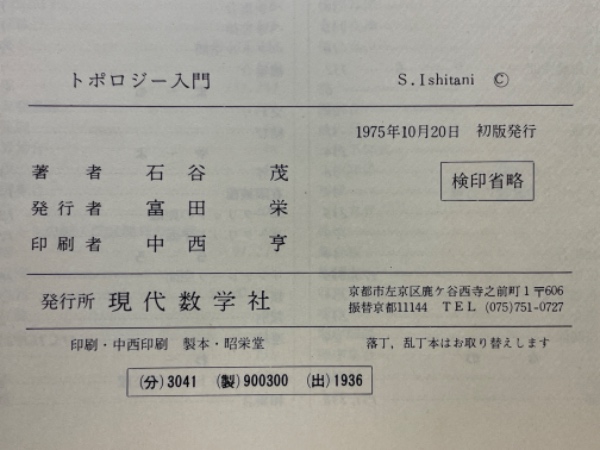 トポロジー入門　S. Ishitani ©
1975年10月20日　初版発行
著者　石谷茂
検印省略
発行者　富田栄
印刷者　中西亨
発行所　現代数学社
京都市左京区鹿ケ谷西寺之前町1 〒606
振替京都11144　TEL (075)751-0727
印刷・中西印刷　製本・昭栄堂
落丁，乱丁本はお取り替えします
(分)3041　(製)900300　(出)1936